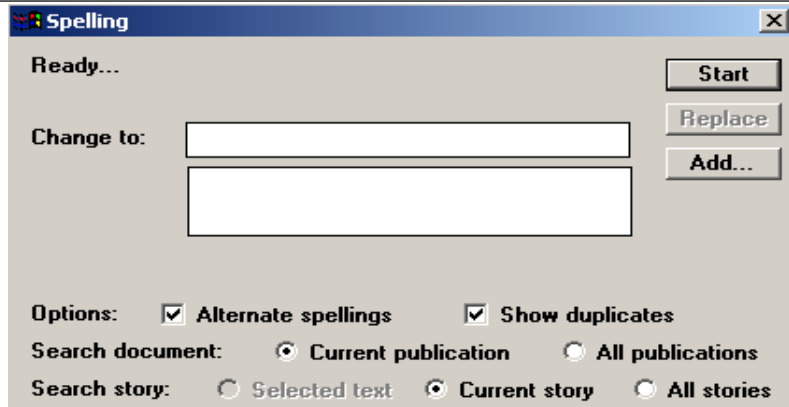 Spelling
Ready...
Start
Replace
Change to:
Add...
Options: Alternate spellings Show duplicates
Search document: Current publication All publications
Search story: Selected text Current story All stories